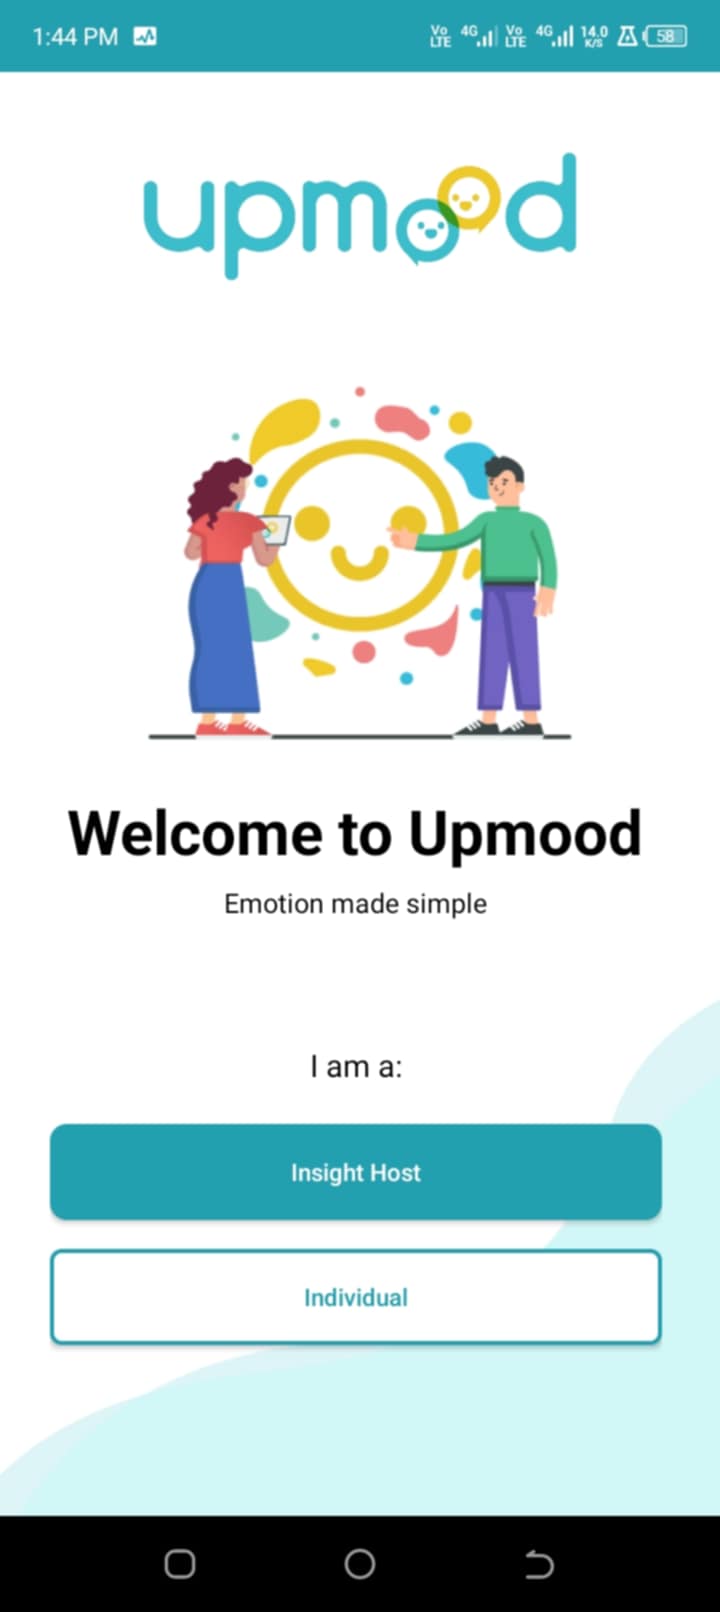 1:44 PM Vo LTE 4G Vo LTE 4G 14.0 K/S 58
upmood
Welcome to Upmood
Emotion made simple
I am a:
Insight Host
Individual